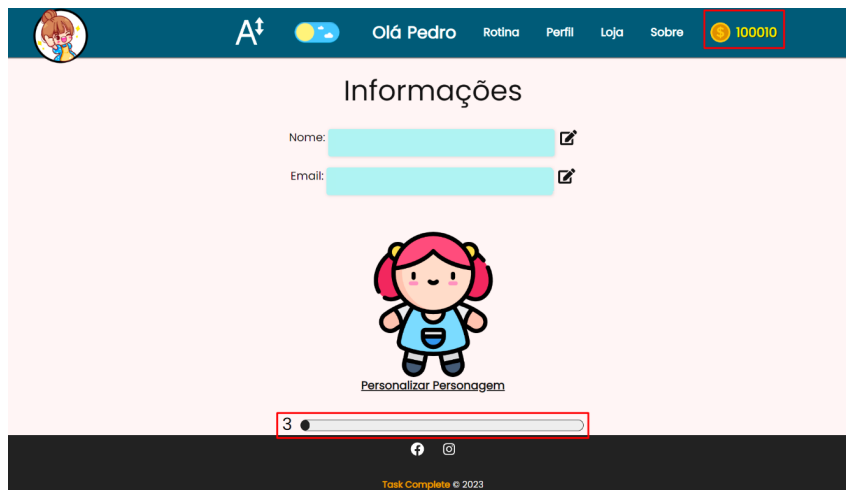 A Olá Pedro Rotina Perfil Loja Sobre $ 100010
Informações
Nome:
Email:
Personalizar Personagem
3
Task Complete © 2023